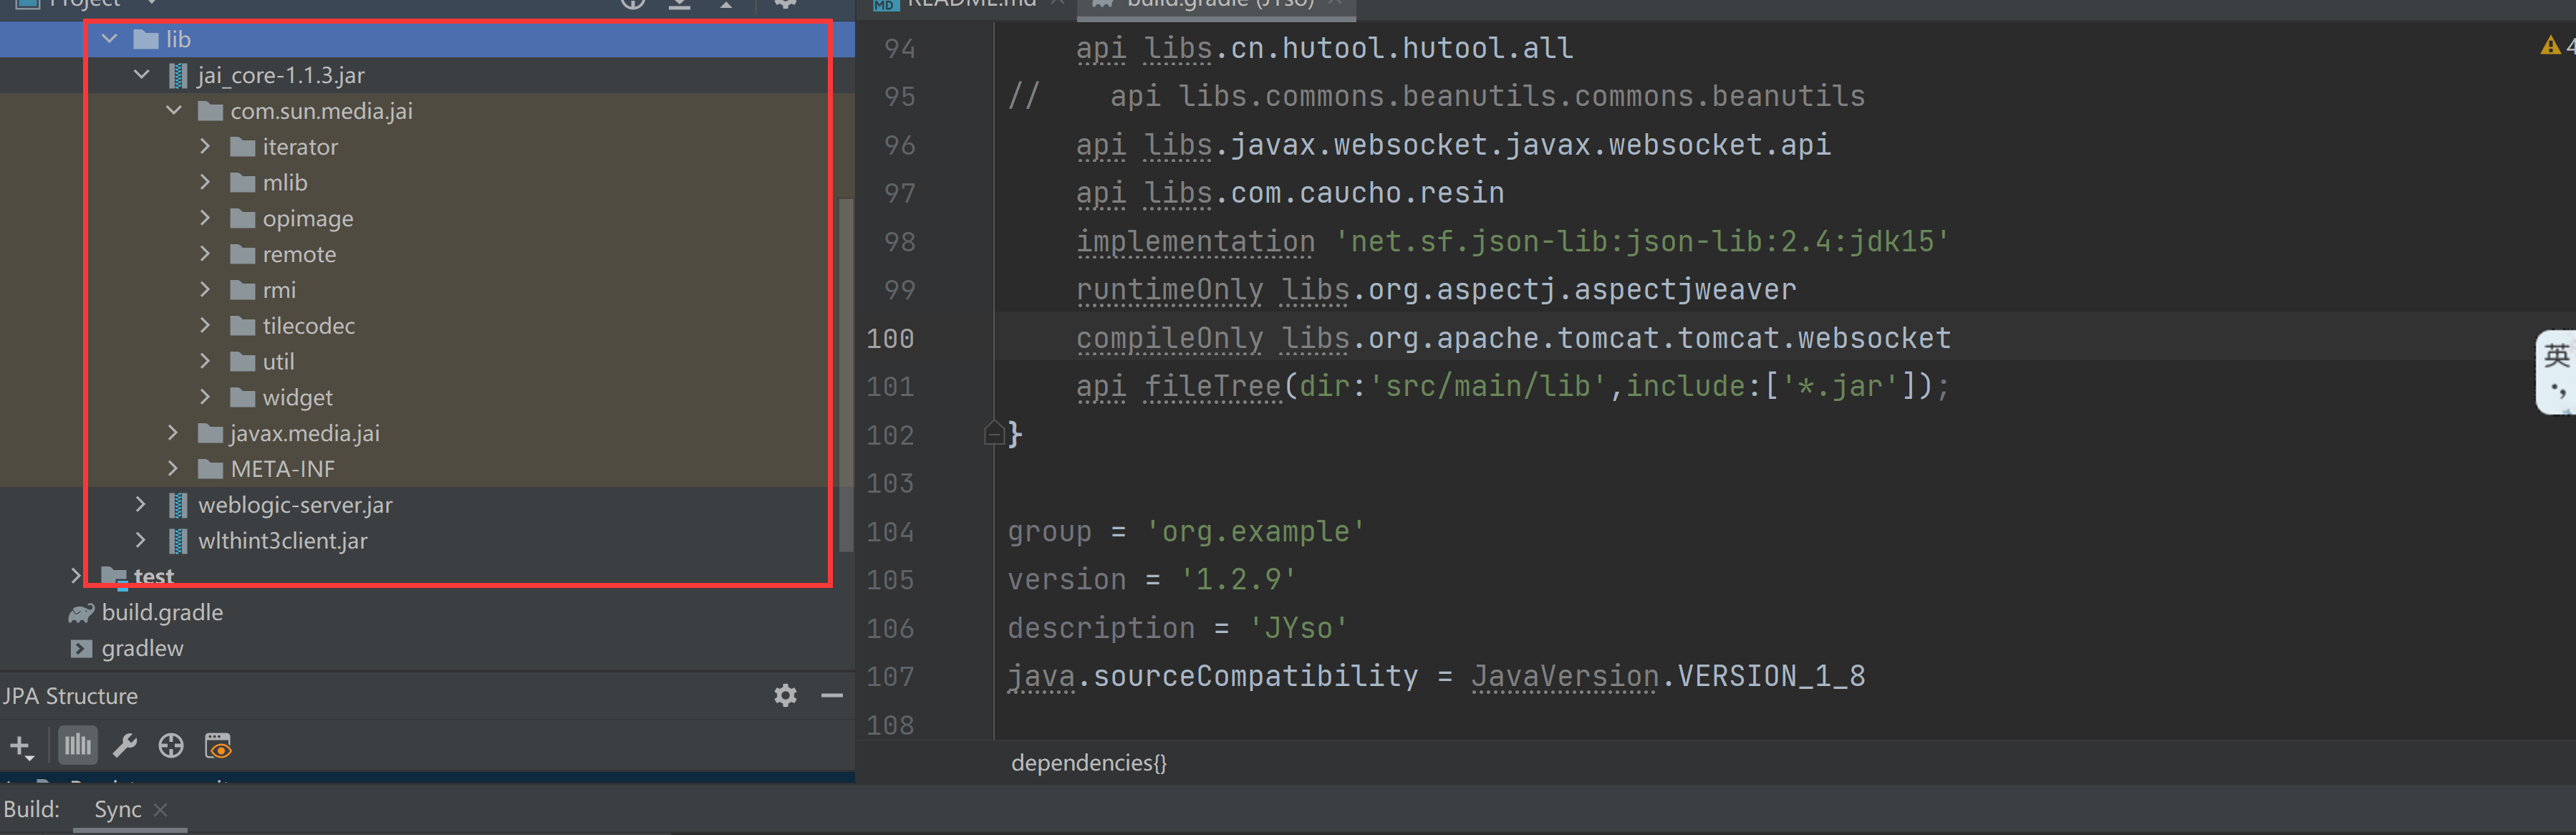 Project
lib
jai_core-1.1.3.jar
com.sun.media.jai
iterator
mlib
opimage
remote
rmi
tilecodec
util
widget
javax.media.jai
META-INF
weblogic-server.jar
wlthint3client.jar
test
build.gradle
gradlew
JPA Structure
Build:
Sync
MD
README.md
build.gradle (JYso)
94 api libs.cn.hutool.hutool.all
95 // api libs.commons.beanutils.commons.beanutils
96 api libs.javax.websocket.javax.websocket.api
97 api libs.com.caucho.resin
98 implementation 'net.sf.json-lib:json-lib:2.4:jdk15'
99 runtimeOnly libs.org.aspectj.aspectjweaver
100 compileOnly libs.org.apache.tomcat.tomcat.websocket
101 api fileTree(dir:'src/main/lib',include:['*.jar']);
102 }
103
104 group = 'org.example'
105 version = '1.2.9'
106 description = 'JYso'
107 java.sourceCompatibility = JavaVersion.VERSION_1_8
108
dependencies{}
4
英